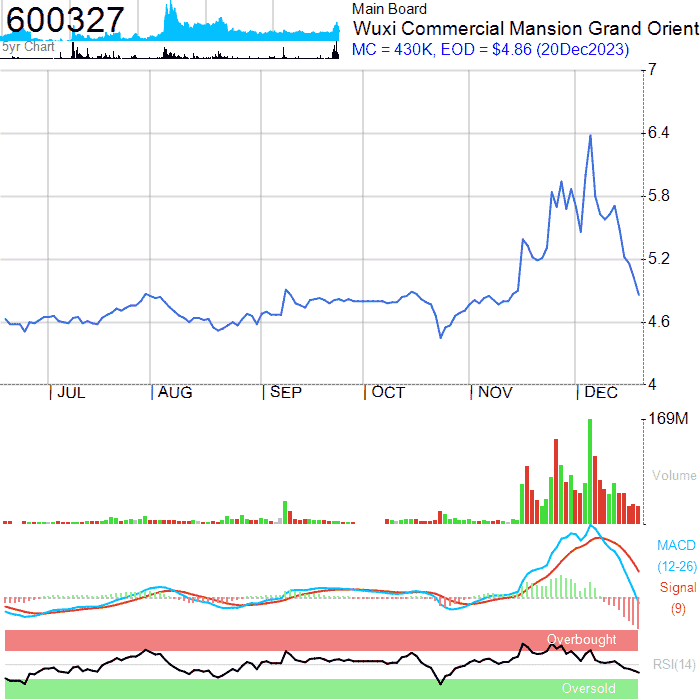 600327
5yr Chart
Main Board
Wuxi Commercial Mansion Grand Orient
MC = 430K, EOD = $4.86 (20Dec2023)
7
6.4
5.8
5.2
4.6
4
JUL
AUG
SEP
OCT
NOV
DEC
169M
Volume
MACD
(12-26)
Signal
(9)
Overbought
RSI(14)
Oversold